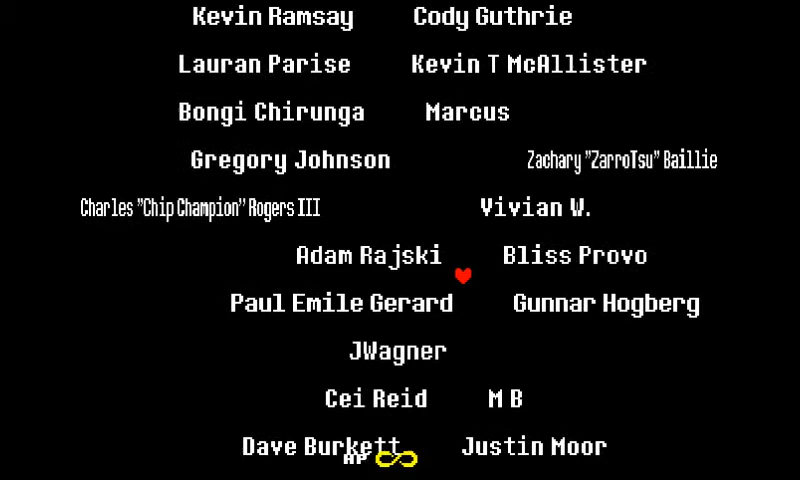 Kevin Ramsay Cody Guthrie
Lauran Parise Kevin T McAllister
Bongi Chirunga Marcus
Gregory Johnson Zachary "ZarroTsu" Baillie
Charles "Chip Champion" Rogers III Vivian W.
Adam Rajski Bliss Provo
Paul Emile Gerard Gunnar Hogberg
JWagner
Cei Reid M B
Dave Burkett Justin Moor
AP ∞